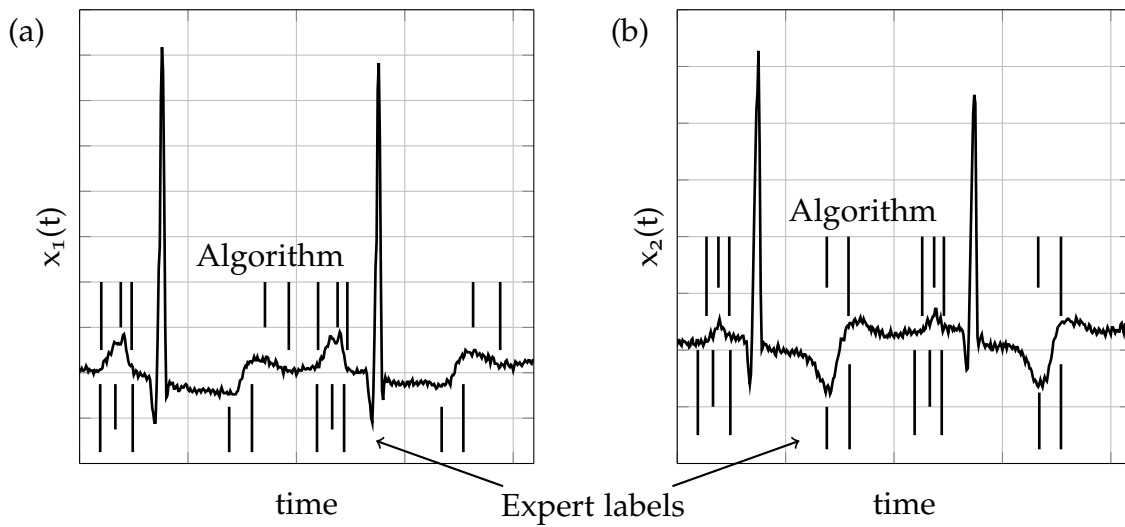 (a)
x₁(t)
Algorithm
time
(b)
x₂(t)
Algorithm
time
Expert labels